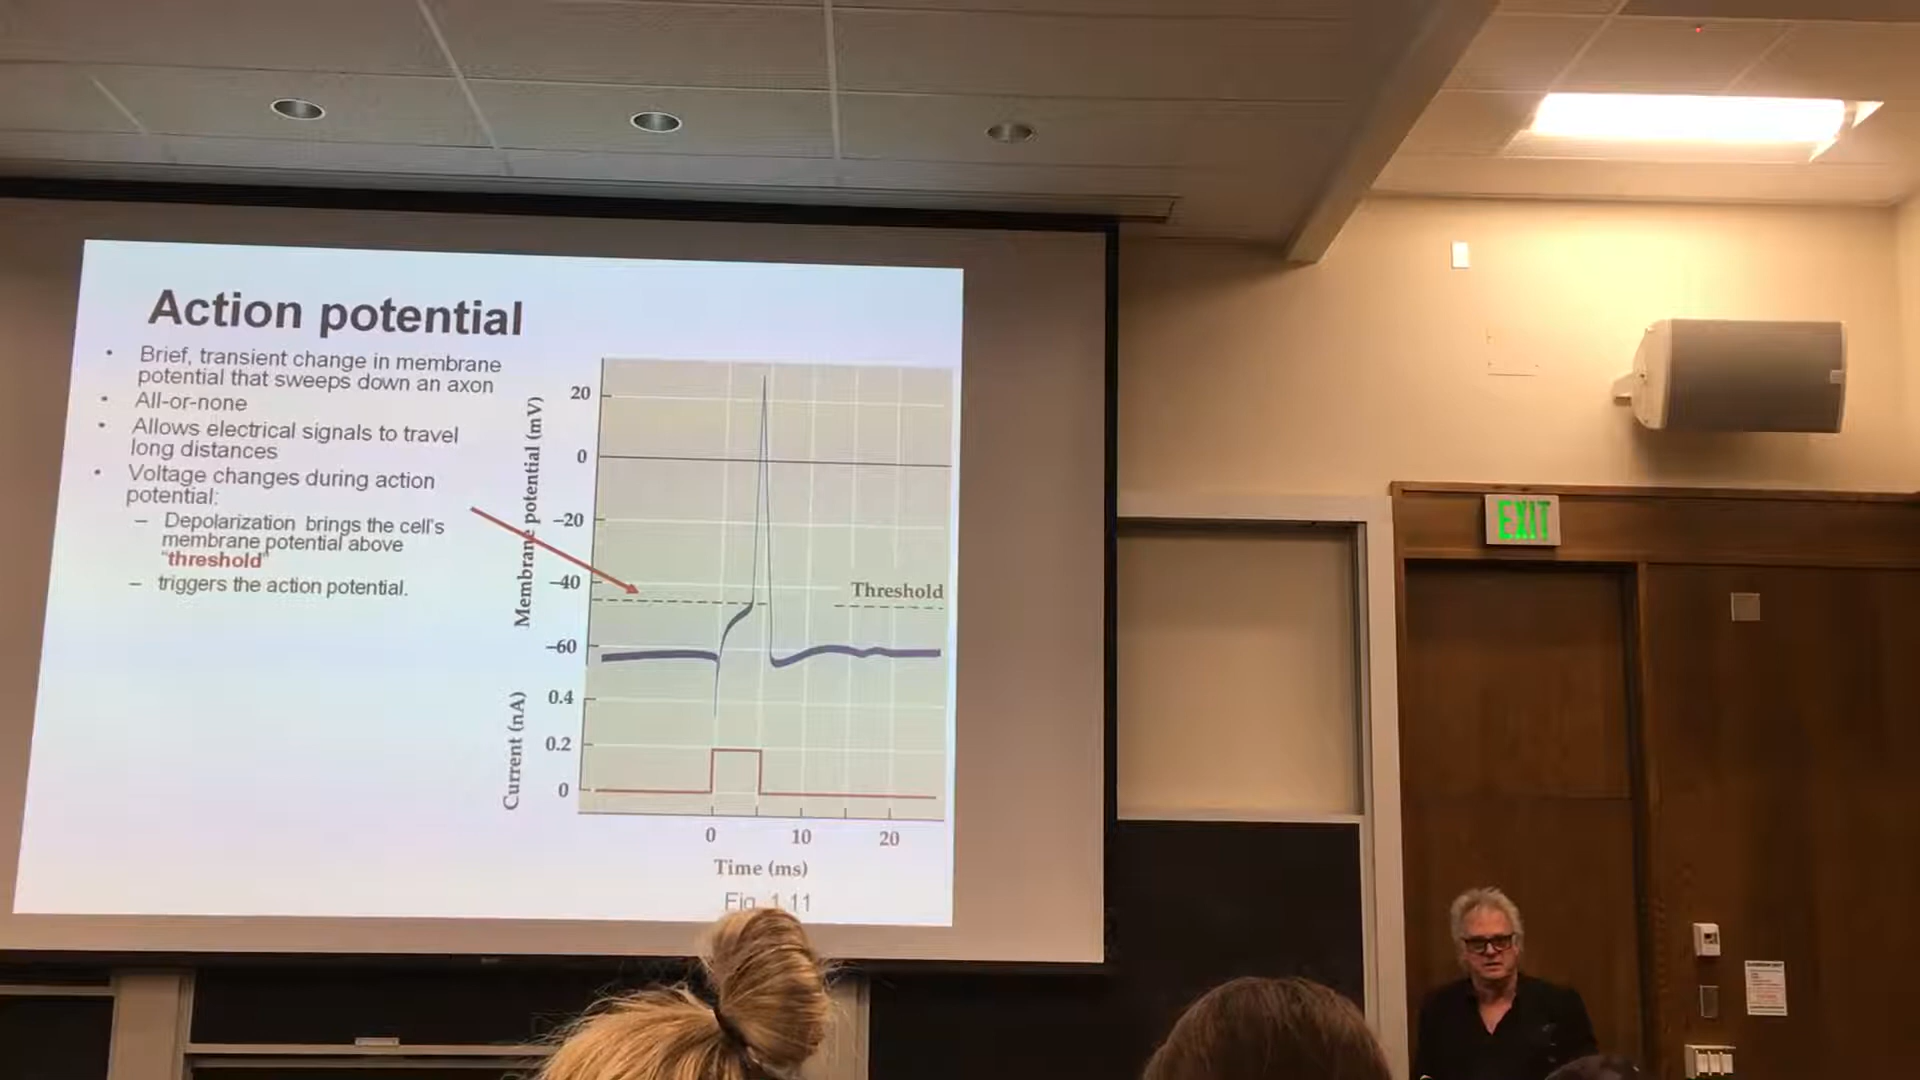 Action potential
• Brief, transient change in membrane
potential that sweeps down an axon
• All-or-none
• Allows electrical signals to travel
long distances
• Voltage changes during action
potential:
– Depolarization brings the cell's
membrane potential above
"threshold"
– triggers the action potential.
Membrane potential (mV)
20
0
–20
–40
–60
Threshold
Current (nA)
0.4
0.2
0
0
10
20
Time (ms)
Fig. 1.11
EXIT